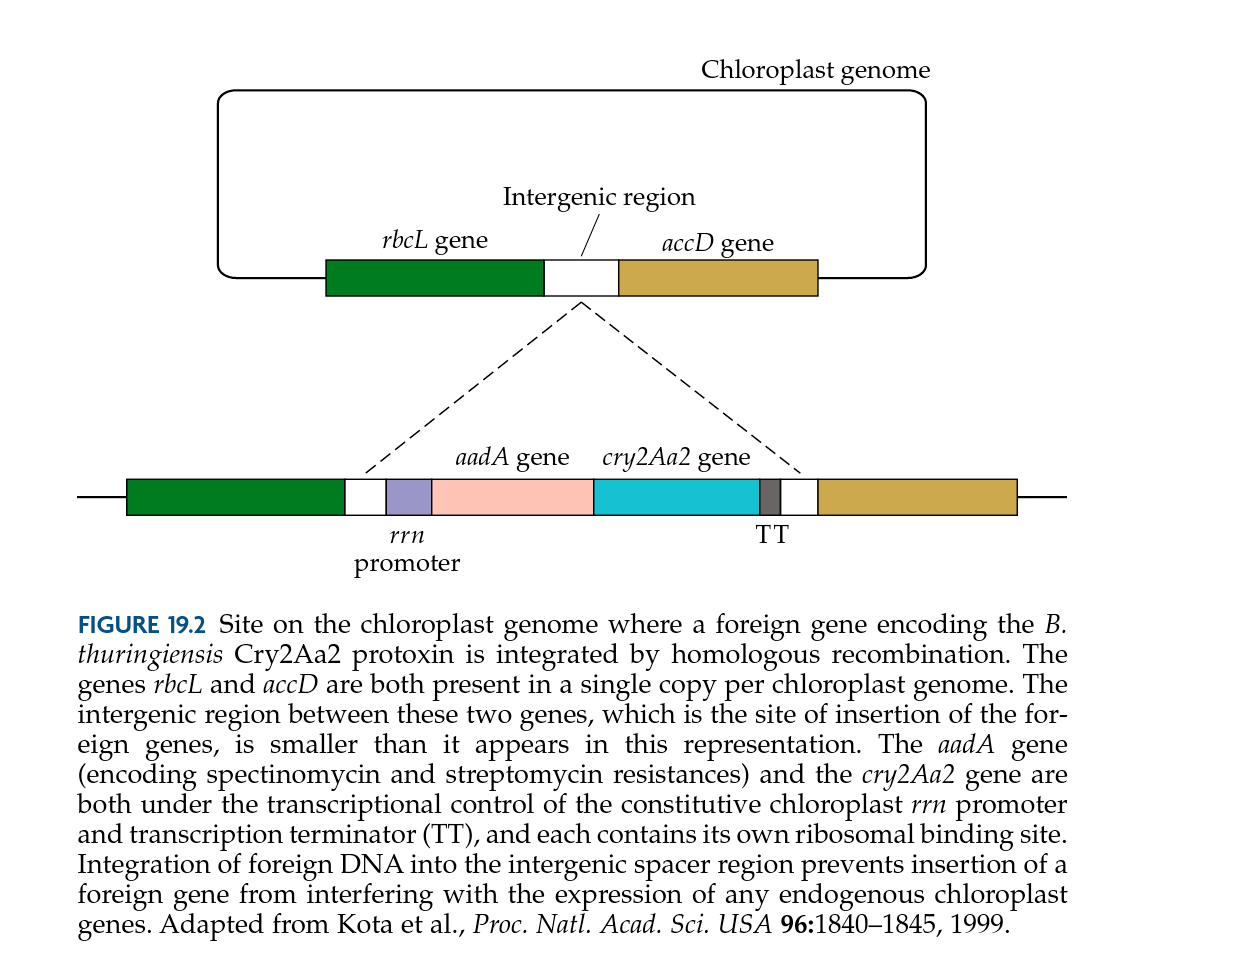 Chloroplast genome
Intergenic region
rbcL gene
accD gene
aadA gene
cry2Aa2 gene
rrn
promoter
TT
FIGURE 19.2 Site on the chloroplast genome where a foreign gene encoding the B.
thuringiensis Cry2Aa2 protoxin is integrated by homologous recombination. The
genes rbcL and accD are both present in a single copy per chloroplast genome. The
intergenic region between these two genes, which is the site of insertion of the for-
eign genes, is smaller than it appears in this representation. The aadA gene
(encoding spectinomycin and streptomycin resistances) and the cry2Aa2 gene are
both under the transcriptional control of the constitutive chloroplast rrn promoter
and transcription terminator (TT), and each contains its own ribosomal binding site.
Integration of foreign DNA into the intergenic spacer region prevents insertion of a
foreign gene from interfering with the expression of any endogenous chloroplast
genes. Adapted from Kota et al., Proc. Natl. Acad. Sci. USA 96:1840–1845, 1999.